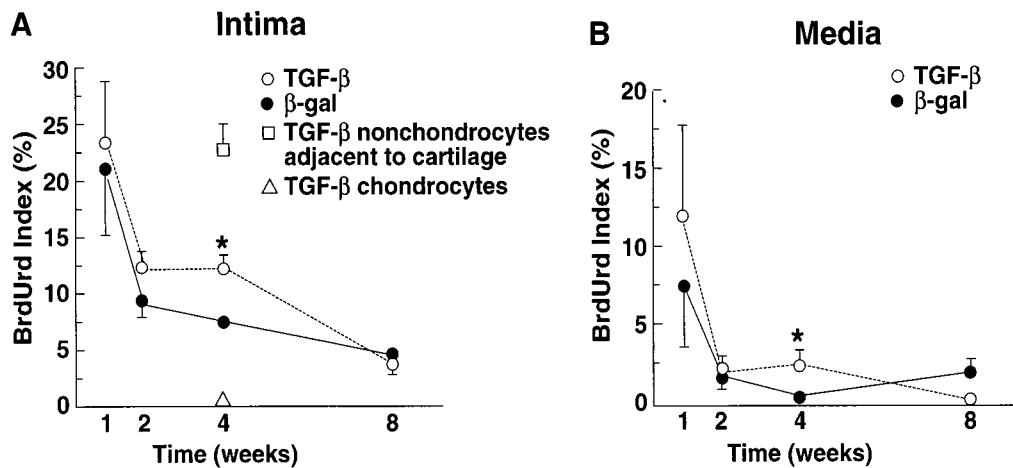 A
Intima
30
25
20
15
10
5
0
BrdUrd Index (%)
1 2 4 8
Time (weeks)
TGF-β
β-gal
TGF-β nonchondrocytes
adjacent to cartilage
TGF-β chondrocytes
*
B
Media
20
15
10
5
0
BrdUrd Index (%)
1 2 4 8
Time (weeks)
TGF-β
β-gal
*